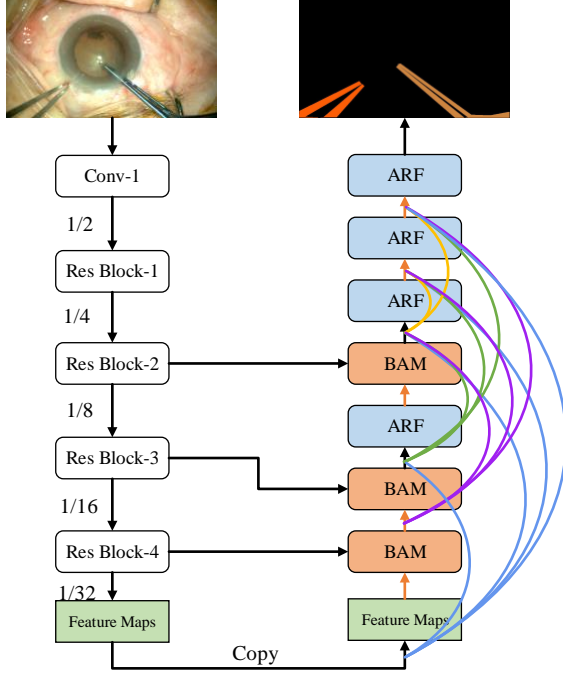 Conv-1
1/2
Res Block-1
1/4
Res Block-2
1/8
Res Block-3
1/16
Res Block-4
1/32
Feature Maps
Copy
ARF
ARF
ARF
BAM
ARF
BAM
BAM
Feature Maps